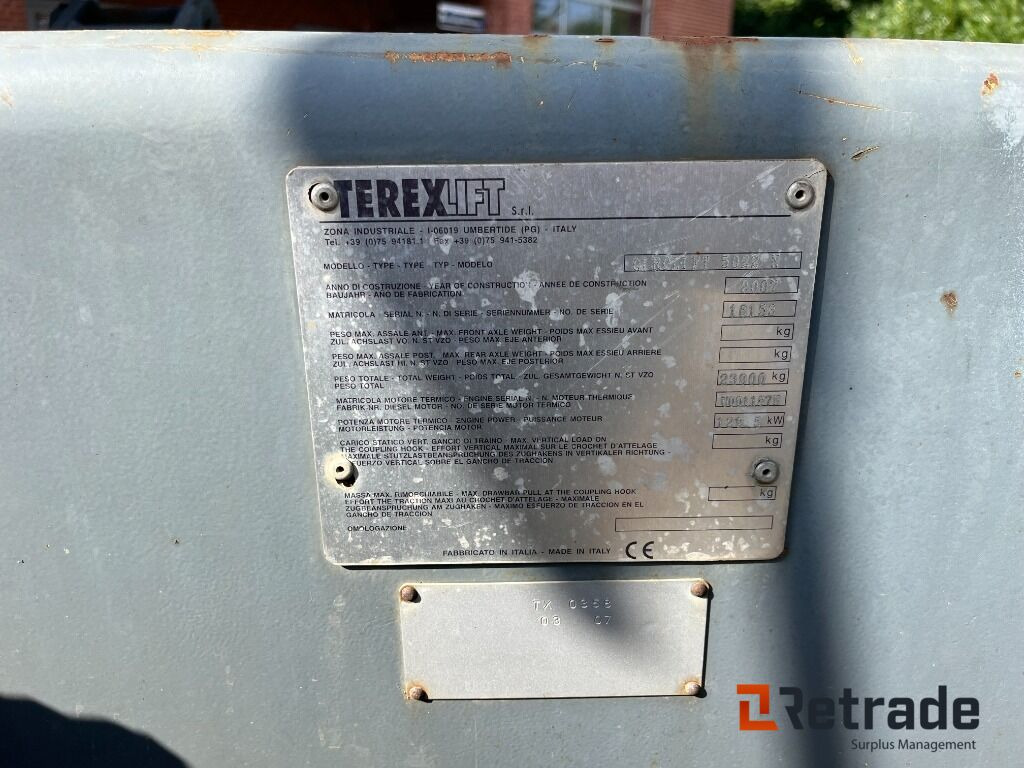 TEREXLIFT S.r.l.
ZONA INDUSTRIALE - I-06019 UMBERTIDE (PG) - ITALY
Tel. +39 (0)75 94181.1 Fax +39 (0)75 941-5382
MODELLO - TYPE - TYPE - TYP - MODELO
ANNO DI COSTRUZIONE - YEAR OF CONSTRUCTION - ANNEE DE CONSTRUCTION 2007
BAUJAHR - ANO DE FABRICATION
MATRICOLA - SERIAL N. - N. DI SERIE - SERIENNUMMER - NO. DE SERIE 16153
PESO MAX. ASSALE ANT. - MAX. FRONT AXLE WEIGHT - POIDS MAX ESSIEU AVANT kg
ZUL. ACHSLAST VO. N. ST VZO - PESO MAX. EJE ANTERIOR
PESO MAX. ASSALE POST. - MAX. REAR AXLE WEIGHT - POIDS MAX ESSIEU ARRIERE kg
ZUL. ACHSLAST HI. N. ST VZO - PESO MAX. EJE POSTERIOR
PESO TOTALE - TOTAL WEIGHT - POIDS TOTAL - ZUL. GESAMTGEWICHT N. ST VZO 23000 kg
PESO TOTAL
MATRICOLA MOTORE TERMICO - ENGINE SERIAL N. - N. MOTEUR THERMIQUE
FABRIK.NR. DIESEL MOTOR - NO. DE SERIE MOTOR TERMICO
POTENZA MOTORE TERMICO - ENGINE POWER - PUISSANCE MOTEUR kW
MOTORLEISTUNG - POTENCIA MOTOR
CARICO STATICO VERT. GANCIO DI TRAINO - MAX. VERTICAL LOAD ON kg
THE COUPLING HOOK - EFFORT VERTICAL MAXIMAL SUR LE CROCHET D'ATTELAGE
MAXIMALE STUTZLASTBEANSPRUCHUNG DES ZUGHAKENS IN VERTIKALER RICHTUNG -
ESFUERZO VERTICAL SOBRE EL GANCHO DE TRACCION
MASSA MAX. RIMORCHIABILE - MAX. DRAWBAR PULL AT THE COUPLING HOOK kg
EFFORT THE TRACTION MAXI AU CROCHET D'ATTELAGE - MAXIMALE
ZUGBEANSPRUCHUNG AM ZUGHAKEN - MAXIMO ESFUERZO DE TRACCION EN EL
GANCHO DE TRACCION
OMOLOGAZIONE
FABBRICATO IN ITALIA - MADE IN ITALY CE
TX 0358
03 07
Retrade
Surplus Management